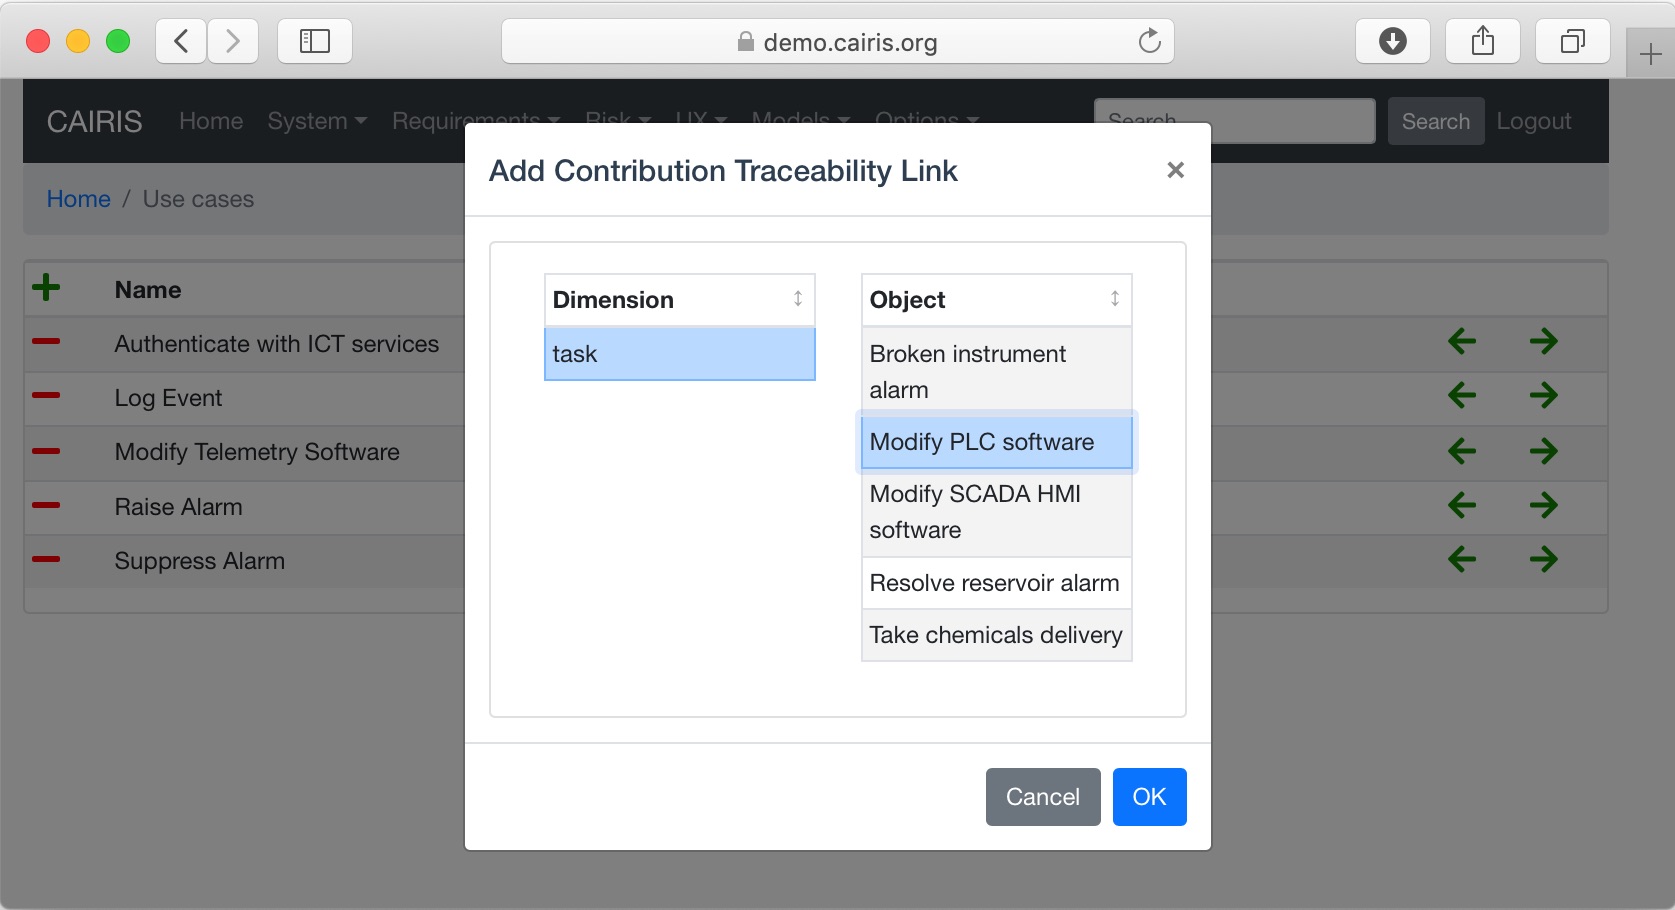 demo.cairis.org
CAIRIS Home System Requirements Risk UX Models Options Search Search Logout
Home / Use cases
Name
Authenticate with ICT services
Log Event
Modify Telemetry Software
Raise Alarm
Suppress Alarm
Add Contribution Traceability Link ×
Dimension
task
Object
Broken instrument
alarm
Modify PLC software
Modify SCADA HMI
software
Resolve reservoir alarm
Take chemicals delivery
Cancel OK